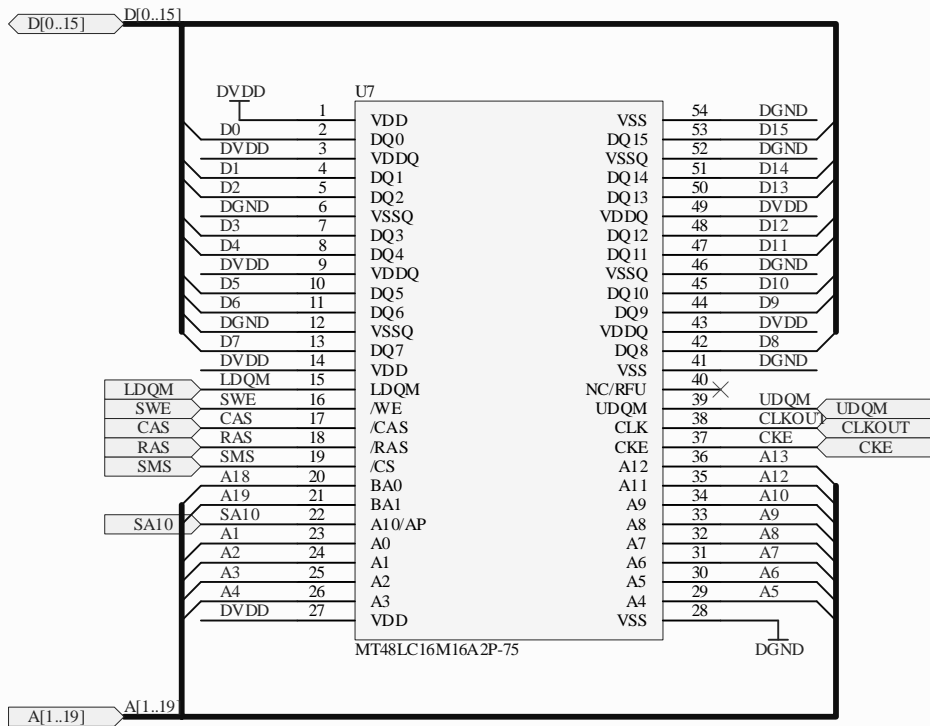 D[0..15] D[0..15]
DVDD U7
1 VDD VSS 54 DGND
D0 2 DQ0 DQ15 53 D15
DVDD 3 VDDQ VSSQ 52 DGND
D1 4 DQ1 DQ14 51 D14
D2 5 DQ2 DQ13 50 D13
DGND 6 VSSQ VDDQ 49 DVDD
D3 7 DQ3 DQ12 48 D12
D4 8 DQ4 DQ11 47 D11
DVDD 9 VDDQ VSSQ 46 DGND
D5 10 DQ5 DQ10 45 D10
D6 11 DQ6 DQ9 44 D9
DGND 12 VSSQ VDDQ 43 DVDD
D7 13 DQ7 DQ8 42 D8
DVDD 14 VDD VSS 41 DGND
LDQM LDQM 15 LDQM NC/RFU 40
SWE SWE 16 /WE UDQM 39 UDQM UDQM
CAS CAS 17 /CAS CLK 38 CLKOUT CLKOUT
RAS RAS 18 /RAS CKE 37 CKE CKE
SMS SMS 19 /CS A12 36 A13
A18 20 BA0 A11 35 A12
A19 21 BA1 A9 34 A10
SA10 SA10 22 A10/AP A8 33 A9
A1 23 A0 A7 32 A8
A2 24 A1 A6 31 A7
A3 25 A2 A5 30 A6
A4 26 A3 A4 29 A5
DVDD 27 VDD VSS 28
MT48LC16M16A2P-75 DGND
A[1..19] A[1..19]